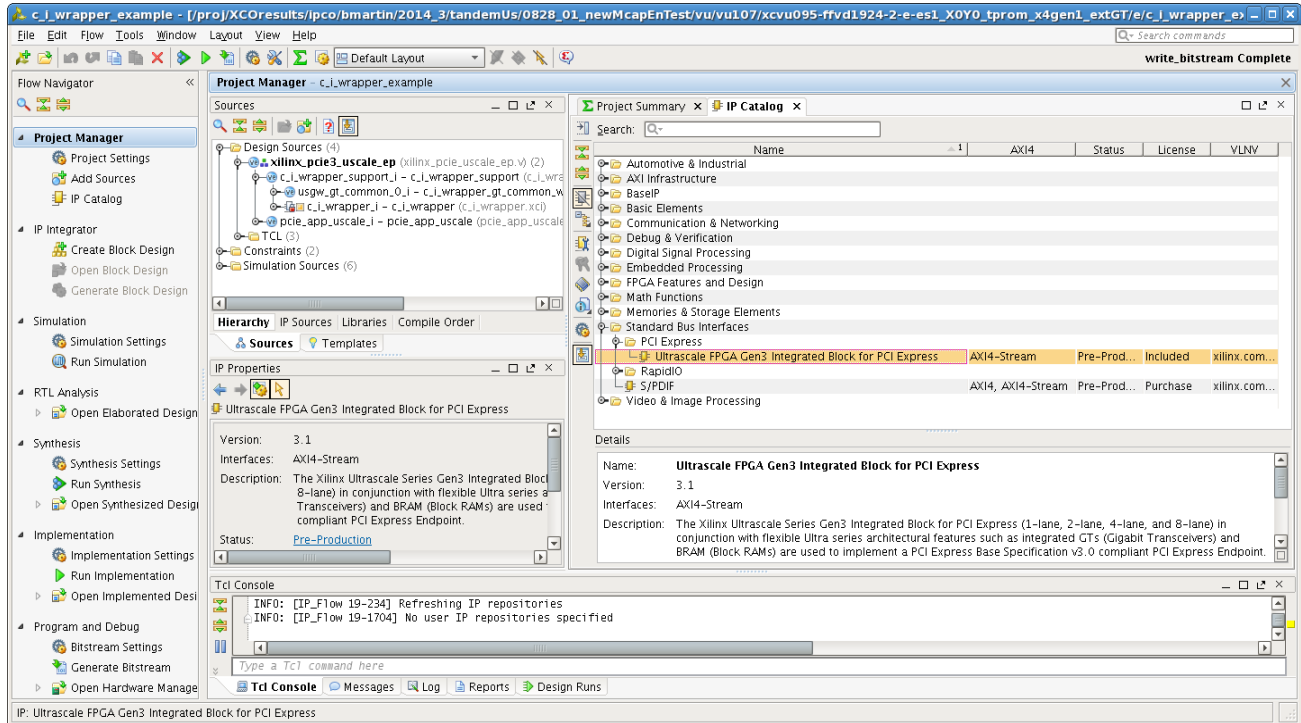 c_i_wrapper_example - [/proj/XCOresults/ipco/bmartin/2014_3/tandemUs/0828_01_newMcapEnTest/vu/vu107/xcvu095-ffvd1924-2-e-es1_X0Y0_tprom_x4gen1_extGT/e/c_i_wrapper_ex
File Edit Flow Tools Window Layout View Help
Search commands
Default Layout
write_bitstream Complete
Flow Navigator
Project Manager
Project Settings
Add Sources
IP Catalog
IP Integrator
Create Block Design
Open Block Design
Generate Block Design
Simulation
Simulation Settings
Run Simulation
RTL Analysis
Open Elaborated Design
Synthesis
Synthesis Settings
Run Synthesis
Open Synthesized Desig
Implementation
Implementation Settings
Run Implementation
Open Implemented Desi
Program and Debug
Bitstream Settings
Generate Bitstream
Open Hardware Manage
Project Manager - c_i_wrapper_example
Sources
Design Sources (4)
xilinx_pcie3_uscale_ep (xilinx_pcie_uscale_ep.v) (2)
c_i_wrapper_support_i - c_i_wrapper_support (c_i_wra
usgw_gt_common_0_i - c_i_wrapper_gt_common_w
c_i_wrapper_i - c_i_wrapper (c_i_wrapper.xci)
pcie_app_uscale_i - pcie_app_uscale (pcie_app_uscale
TCL (3)
Constraints (2)
Simulation Sources (6)
Hierarchy IP Sources Libraries Compile Order
Sources Templates
IP Properties
Ultrascale FPGA Gen3 Integrated Block for PCI Express
Version: 3.1
Interfaces: AXI4-Stream
Description: The Xilinx Ultrascale Series Gen3 Integrated Block
8-lane) in conjunction with flexible Ultra series a
Transceivers) and BRAM (Block RAMs) are used
compliant PCI Express Endpoint.
Status: Pre-Production
Project Summary IP Catalog
Search:
Name 1 AXI4 Status License VLNV
Automotive & Industrial
AXI Infrastructure
BaseIP
Basic Elements
Communication & Networking
Debug & Verification
Digital Signal Processing
Embedded Processing
FPGA Features and Design
Math Functions
Memories & Storage Elements
Standard Bus Interfaces
PCI Express
Ultrascale FPGA Gen3 Integrated Block for PCI Express AXI4-Stream Pre-Prod... Included xilinx.com...
RapidIO
S/PDIF AXI4, AXI4-Stream Pre-Prod... Purchase xilinx.com...
Video & Image Processing
Details
Name: Ultrascale FPGA Gen3 Integrated Block for PCI Express
Version: 3.1
Interfaces: AXI4-Stream
Description: The Xilinx Ultrascale Series Gen3 Integrated Block for PCI Express (1-lane, 2-lane, 4-lane, and 8-lane) in
conjunction with flexible Ultra series architectural features such as integrated GTs (Gigabit Transceivers) and
BRAM (Block RAMs) are used to implement a PCI Express Base Specification v3.0 compliant PCI Express Endpoint.
Tcl Console
INFO: [IP_Flow 19-234] Refreshing IP repositories
INFO: [IP_Flow 19-1704] No user IP repositories specified
Type a Tcl command here
Tcl Console Messages Log Reports Design Runs
IP: Ultrascale FPGA Gen3 Integrated Block for PCI Express